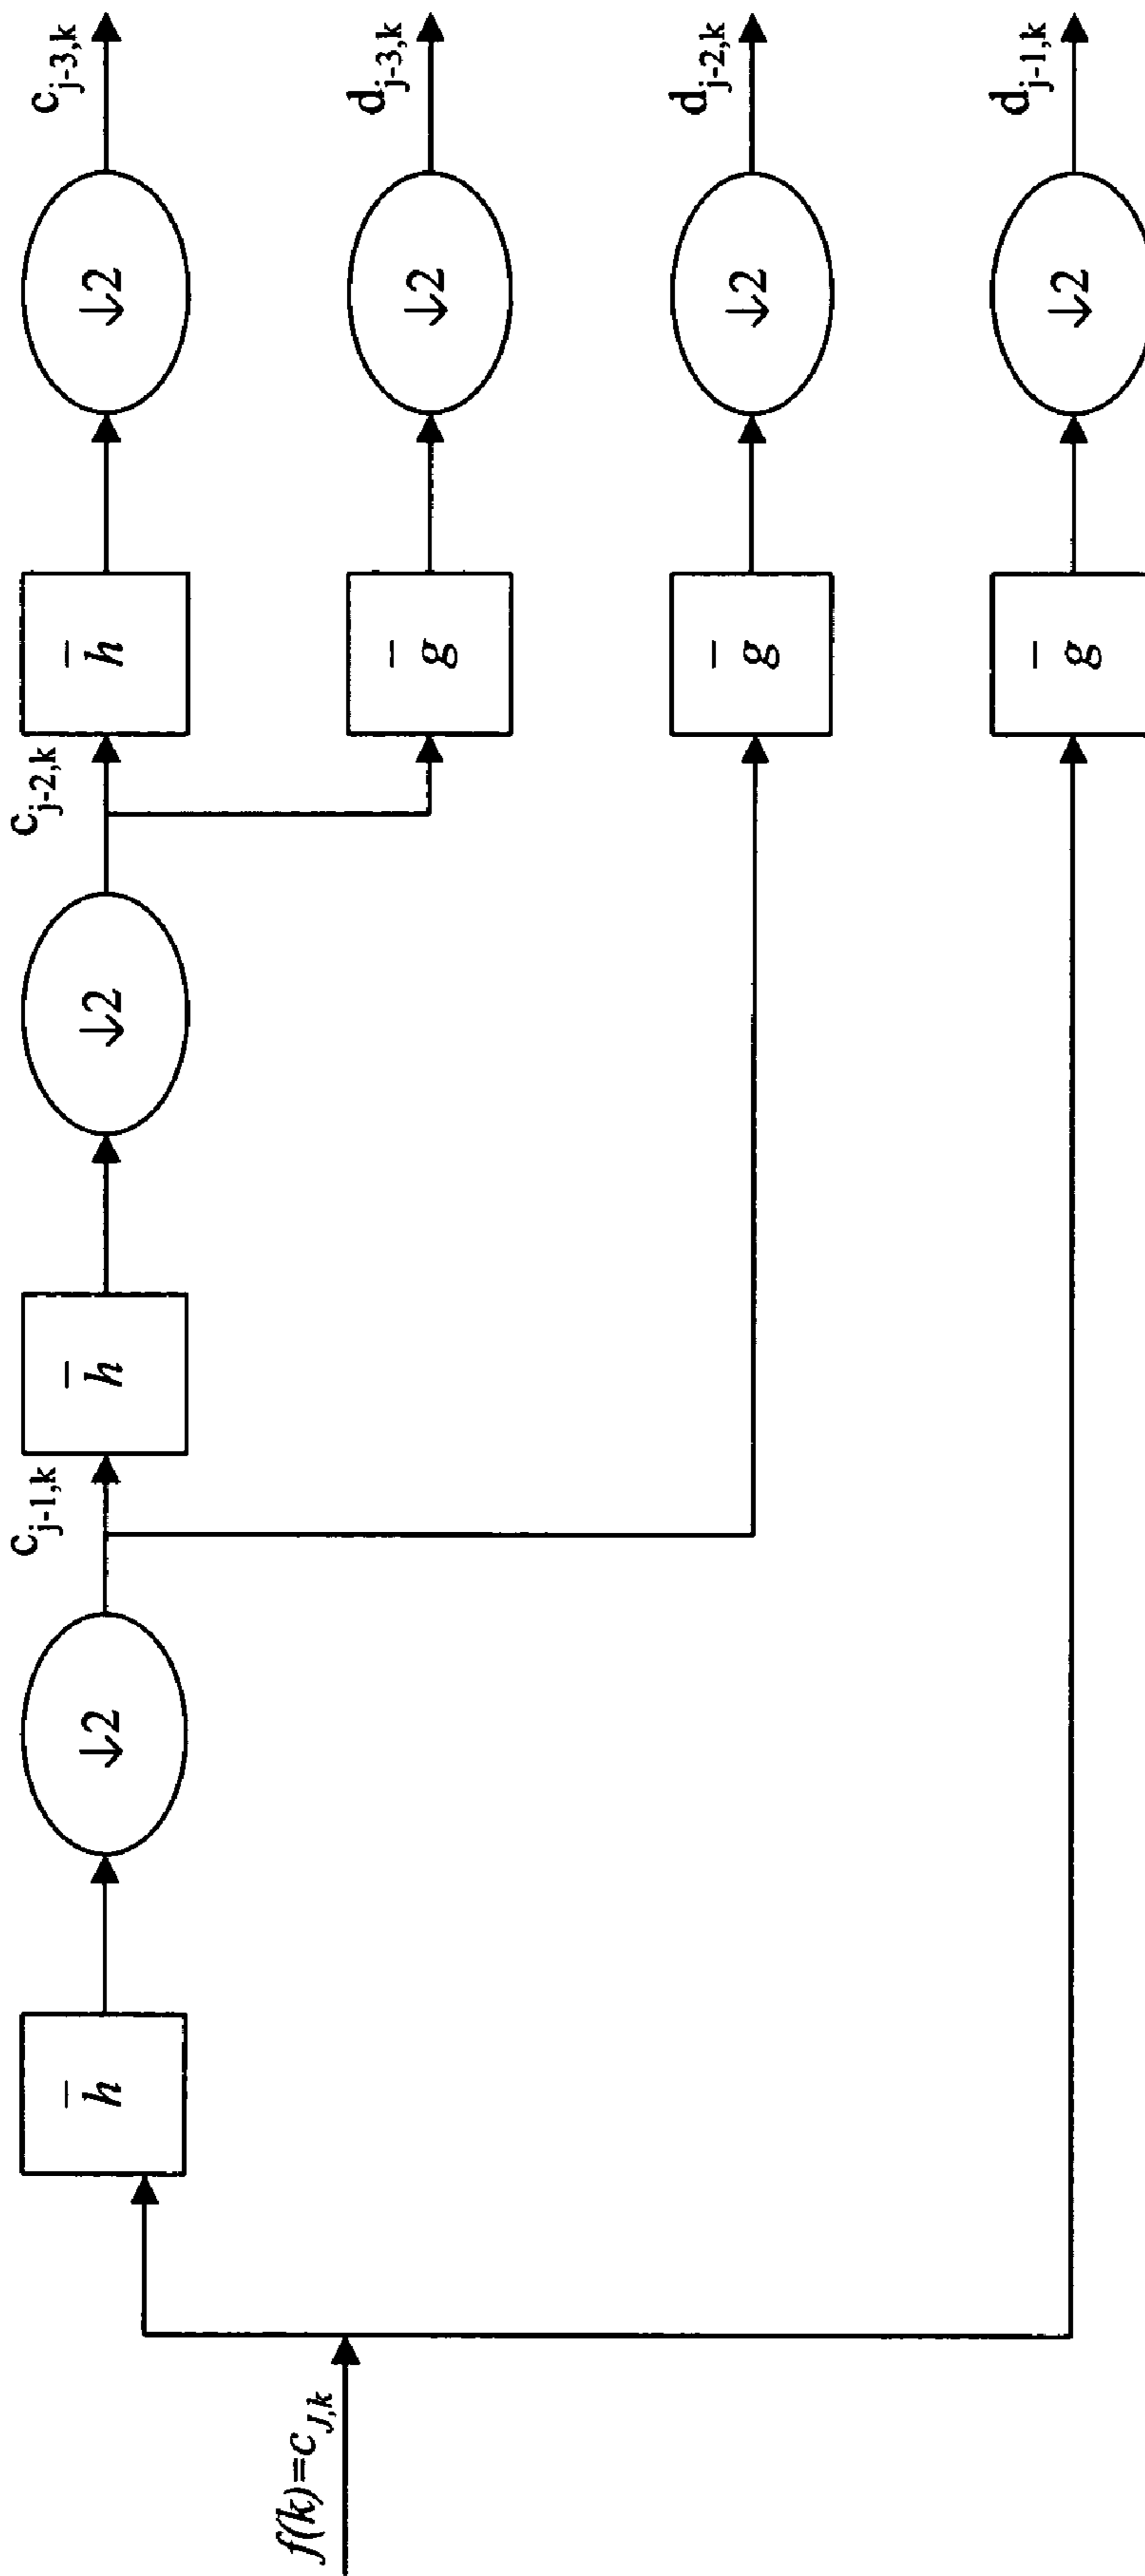 c_{j-1,k}
c_{j-2,k}
c_{j-3,k}
h̄
↓2
h̄
↓2
h̄
↓2
f(k)=c_{J,k}
d_{j-3,k}
ḡ
↓2
d_{j-2,k}
ḡ
↓2
d_{j-1,k}
ḡ
↓2